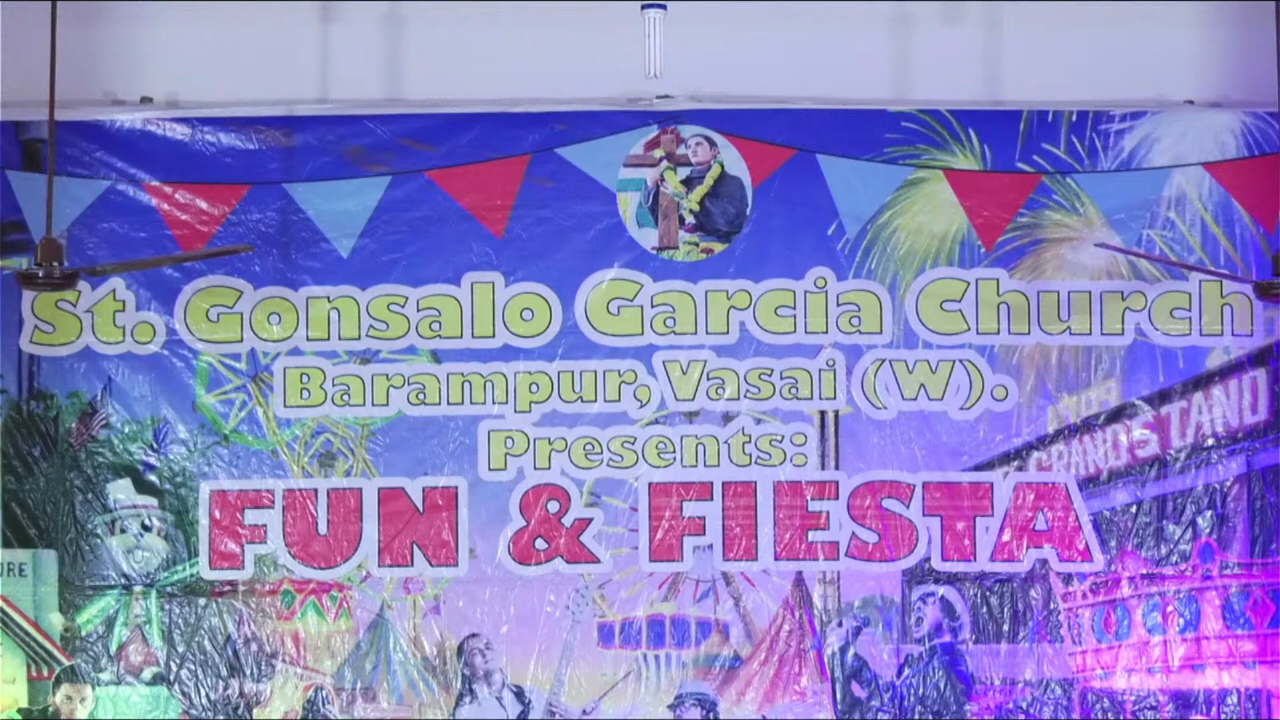 St. Gonsalo Garcia Church
Barampur, Vasai (W).
Presents:
FUN & FIESTA
GRANDSTAND